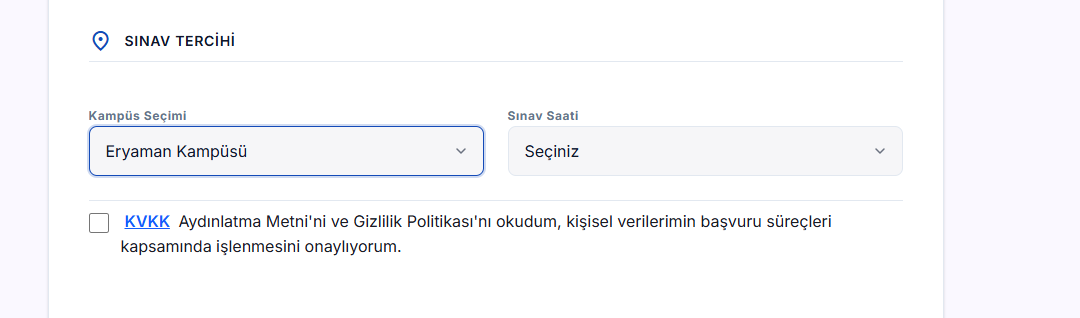 SINAV TERCİHİ
Kampüs Seçimi
Sınav Saati
Eryaman Kampüsü
Seçiniz
KVKK Aydınlatma Metni'ni ve Gizlilik Politikası'nı okudum, kişisel verilerimin başvuru süreçleri
kapsamında işlenmesini onaylıyorum.